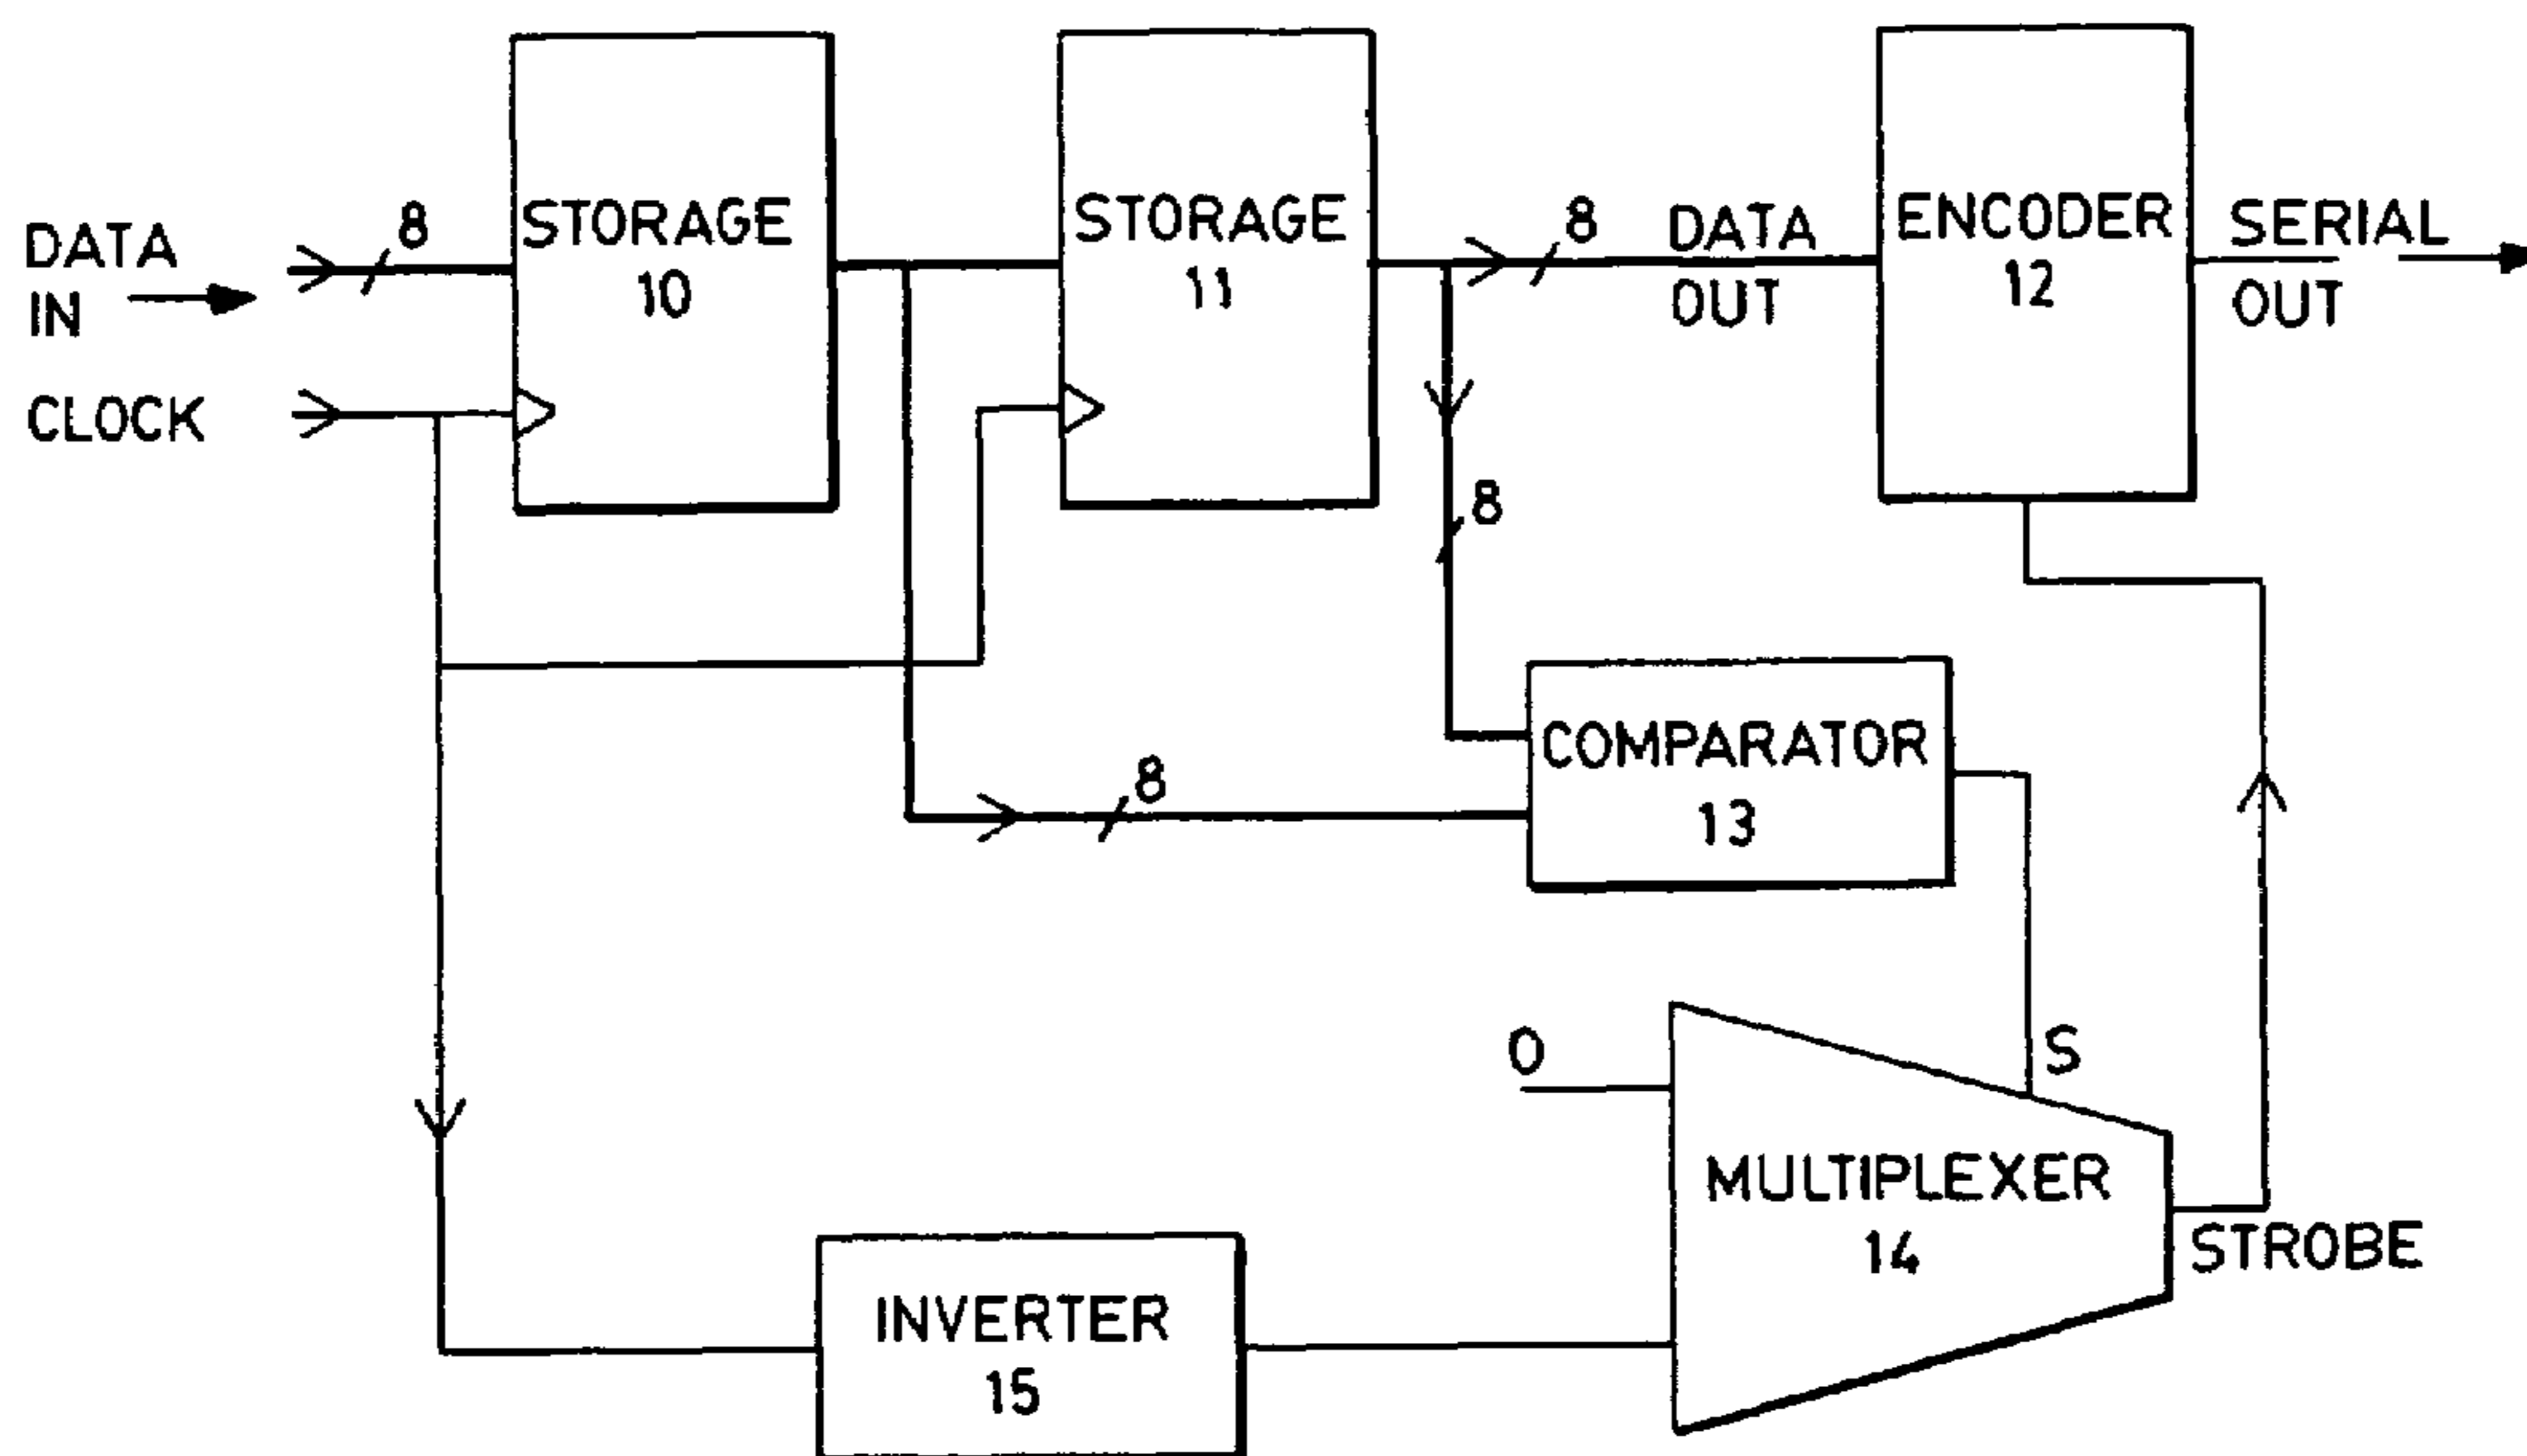 DATA
IN
CLOCK
8
STORAGE
10
STORAGE
11
8
DATA
OUT
ENCODER
12
SERIAL
OUT
8
8
COMPARATOR
13
0
S
MULTIPLEXER
14
STROBE
INVERTER
15